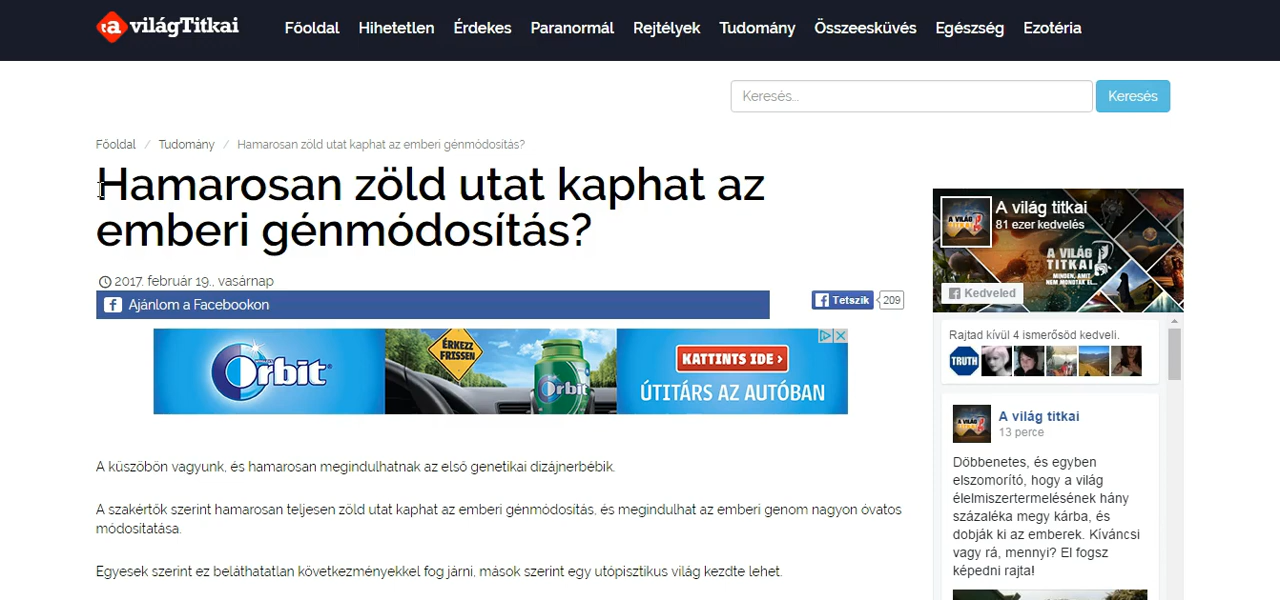 a világTitkai
Főoldal Hihetetlen Érdekes Paranormál Rejtélyek Tudomány Összeesküvés Egészség Ezotéria
Keresés... Keresés
Főoldal / Tudomány / Hamarosan zöld utat kaphat az emberi génmódosítás?
Hamarosan zöld utat kaphat az
emberi génmódosítás?
2017. február 19., vasárnap
Ajánlom a Facebookon
Tetszik 209
Orbit
ÉRKEZZ
FRISSEN
Orbit
KATTINTS IDE ›
ÚTITÁRS AZ AUTÓBAN
A küszöbön vagyunk, és hamarosan megindulhatnak az első genetikai dizájnerbébik.
A szakértők szerint hamarosan teljesen zöld utat kaphat az emberi génmódosítás, és megindulhat az emberi genom nagyon óvatos
módosítatása.
Egyesek szerint ez beláthatatlan következményekkel fog járni, mások szerint egy utópisztikus világ kezdte lehet.
A világ titkai
81 ezer kedvelés
A VILÁG
TITKAI
MINDEN, AMIT
NEM MONDTAK EL...
Kedveled
Rajtad kívül 4 ismerősöd kedveli.
TRUTH
A világ titkai
13 perce
Döbbenetes, és egyben
elszomorító, hogy a világ
élelmiszertermelésének hány
százaléka megy kárba, és
dobják ki az emberek. Kíváncsi
vagy rá, mennyi? El fogsz
képedni rajta!